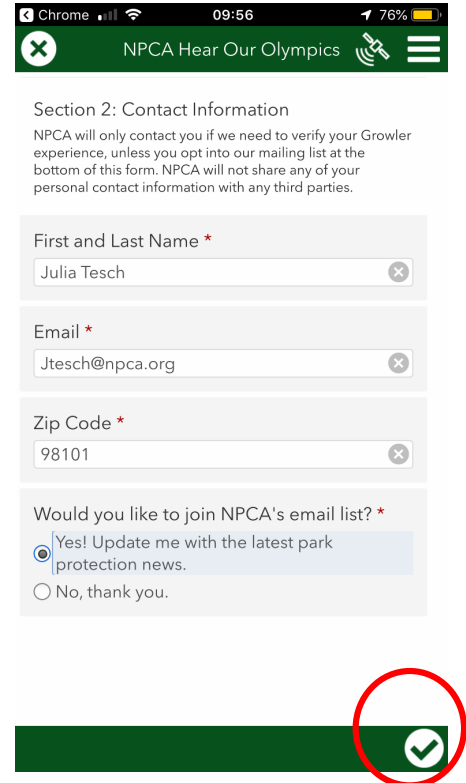 Chrome 09:56 76%
NPCA Hear Our Olympics
Section 2: Contact Information
NPCA will only contact you if we need to verify your Growler
experience, unless you opt into our mailing list at the
bottom of this form. NPCA will not share any of your
personal contact information with any third parties.
First and Last Name *
Julia Tesch
Email *
Jtesch@npca.org
Zip Code *
98101
Would you like to join NPCA's email list? *
Yes! Update me with the latest park
protection news.
No, thank you.